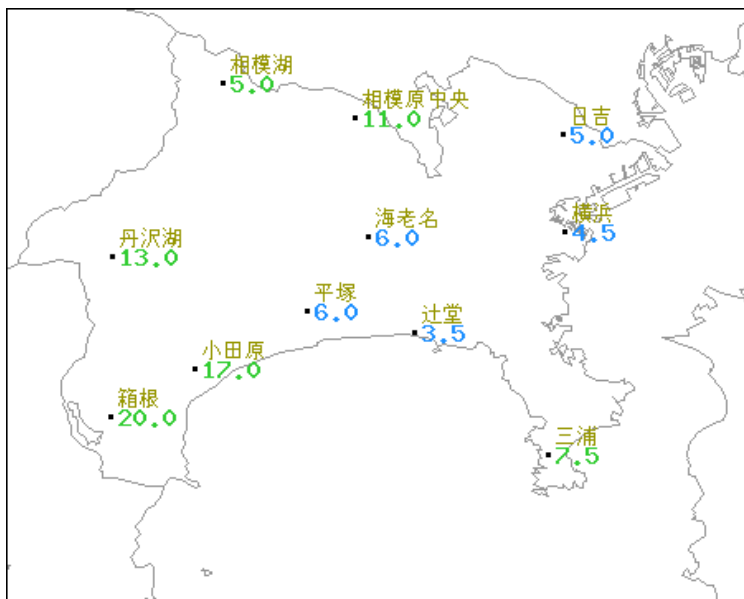 相模湖
5.0
相模原中央
11.0
日吉
5.0
海老名
6.0
横浜
4.5
丹沢湖
13.0
平塚
6.0
辻堂
3.5
小田原
17.0
箱根
20.0
三浦
7.5